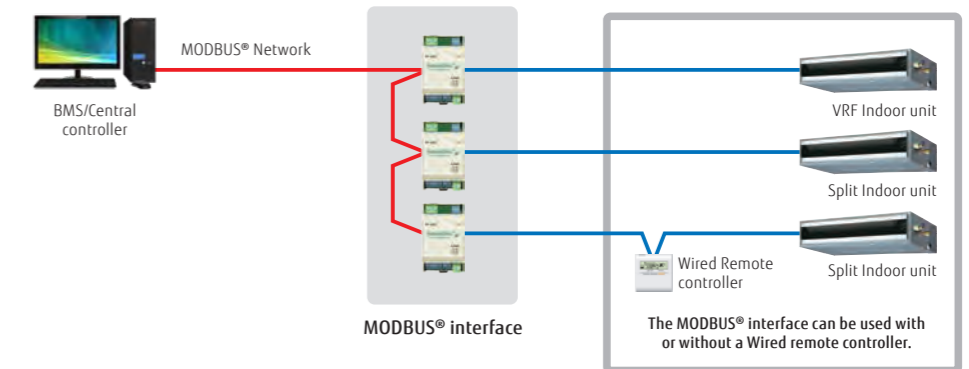 MODBUS® Network
BMS/Central
controller
VRF Indoor unit
Split Indoor unit
Wired Remote
controller
Split Indoor unit
MODBUS® interface
The MODBUS® interface can be used with
or without a Wired remote controller.